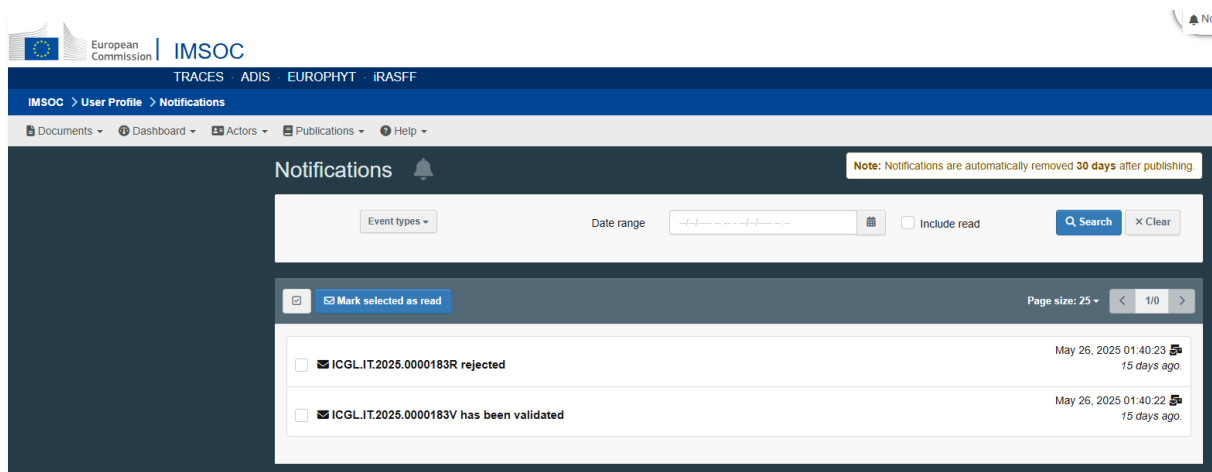 No
European
Commission
IMSOC
TRACES · ADIS · EUROPHYT · iRASFF
IMSOC > User Profile > Notifications
Documents Dashboard Actors Publications Help
Notifications
Note: Notifications are automatically removed 30 days after publishing.
Event types Date range --/--/---- --:-- - --/--/---- --:-- Include read Search × Clear
Mark selected as read Page size: 25 < 1/0 >
ICGL.IT.2025.0000183R rejected
May 26, 2025 01:40:23
15 days ago.
ICGL.IT.2025.0000183V has been validated
May 26, 2025 01:40:22
15 days ago.